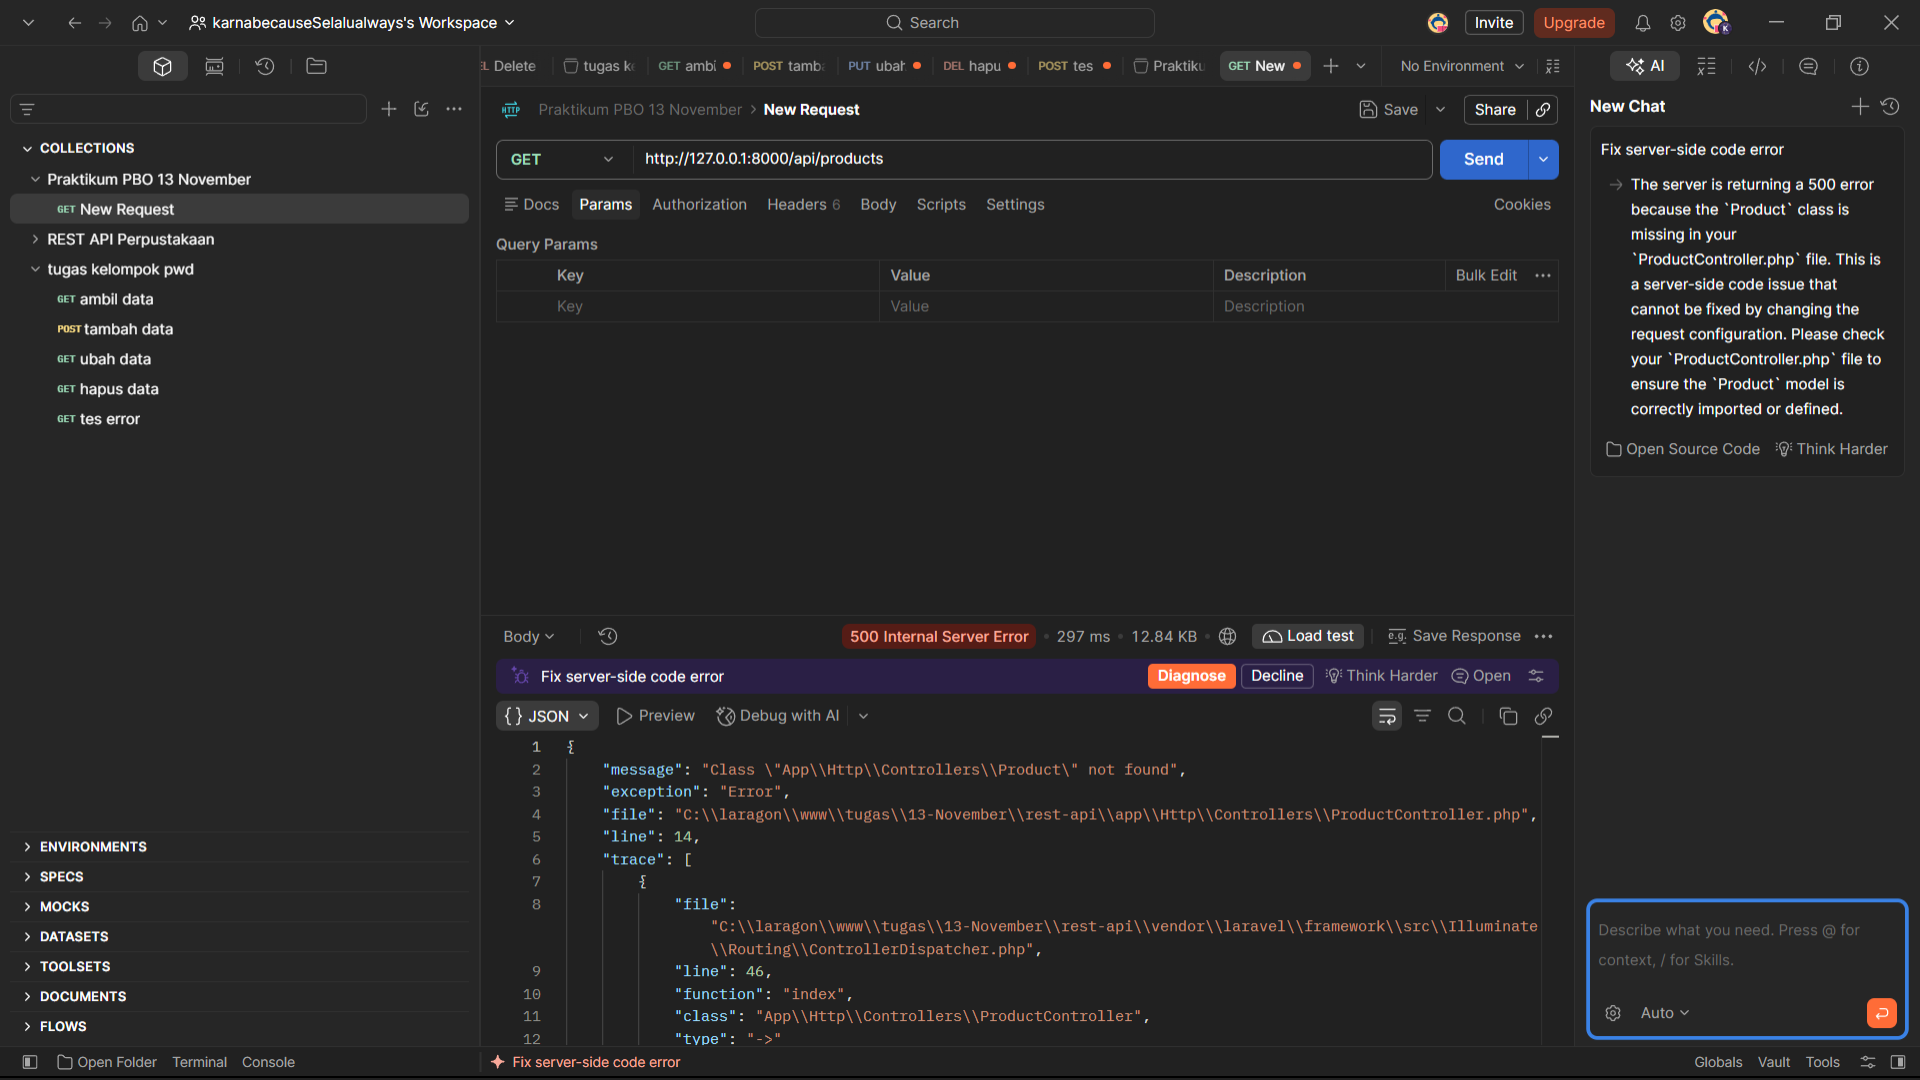 karnabecauseSelalualways's Workspace
Search
Invite
Upgrade
Delete
tugas k
GET ambi
POST tamb
PUT ubah
DEL hapu
POST tes
Praktiku
GET New
No Environment
AI
COLLECTIONS
Praktikum PBO 13 November
GET New Request
REST API Perpustakaan
tugas kelompok pwd
GET ambil data
POST tambah data
GET ubah data
GET hapus data
GET tes error
ENVIRONMENTS
SPECS
MOCKS
DATASETS
TOOLSETS
DOCUMENTS
FLOWS
HTTP Praktikum PBO 13 November > New Request
Save
Share
GET
http://127.0.0.1:8000/api/products
Send
Docs
Params
Authorization
Headers 6
Body
Scripts
Settings
Cookies
Query Params
Key Value Description Bulk Edit
Key Value Description
Body
500 Internal Server Error
297 ms
12.84 KB
Load test
e.g. Save Response
Fix server-side code error
Diagnose
Decline
Think Harder
Open
{} JSON
Preview
Debug with AI
1 {
2 "message": "Class \"App\\Http\\Controllers\\Product\" not found",
3 "exception": "Error",
4 "file": "C:\\laragon\\www\\tugas\\13-November\\rest-api\\app\\Http\\Controllers\\ProductController.php",
5 "line": 14,
6 "trace": [
7 {
8 "file":
"C:\\laragon\\www\\tugas\\13-November\\rest-api\\vendor\\laravel\\framework\\src\\Illuminate
\\Routing\\ControllerDispatcher.php",
9 "line": 46,
10 "function": "index",
11 "class": "App\\Http\\Controllers\\ProductController",
12 "type": "->"
New Chat
Fix server-side code error
The server is returning a 500 error
because the `Product` class is
missing in your
`ProductController.php` file. This is
a server-side code issue that
cannot be fixed by changing the
request configuration. Please check
your `ProductController.php` file to
ensure the `Product` model is
correctly imported or defined.
Open Source Code
Think Harder
Describe what you need. Press @ for
context, / for Skills.
Auto
Open Folder
Terminal
Console
Fix server-side code error
Globals
Vault
Tools